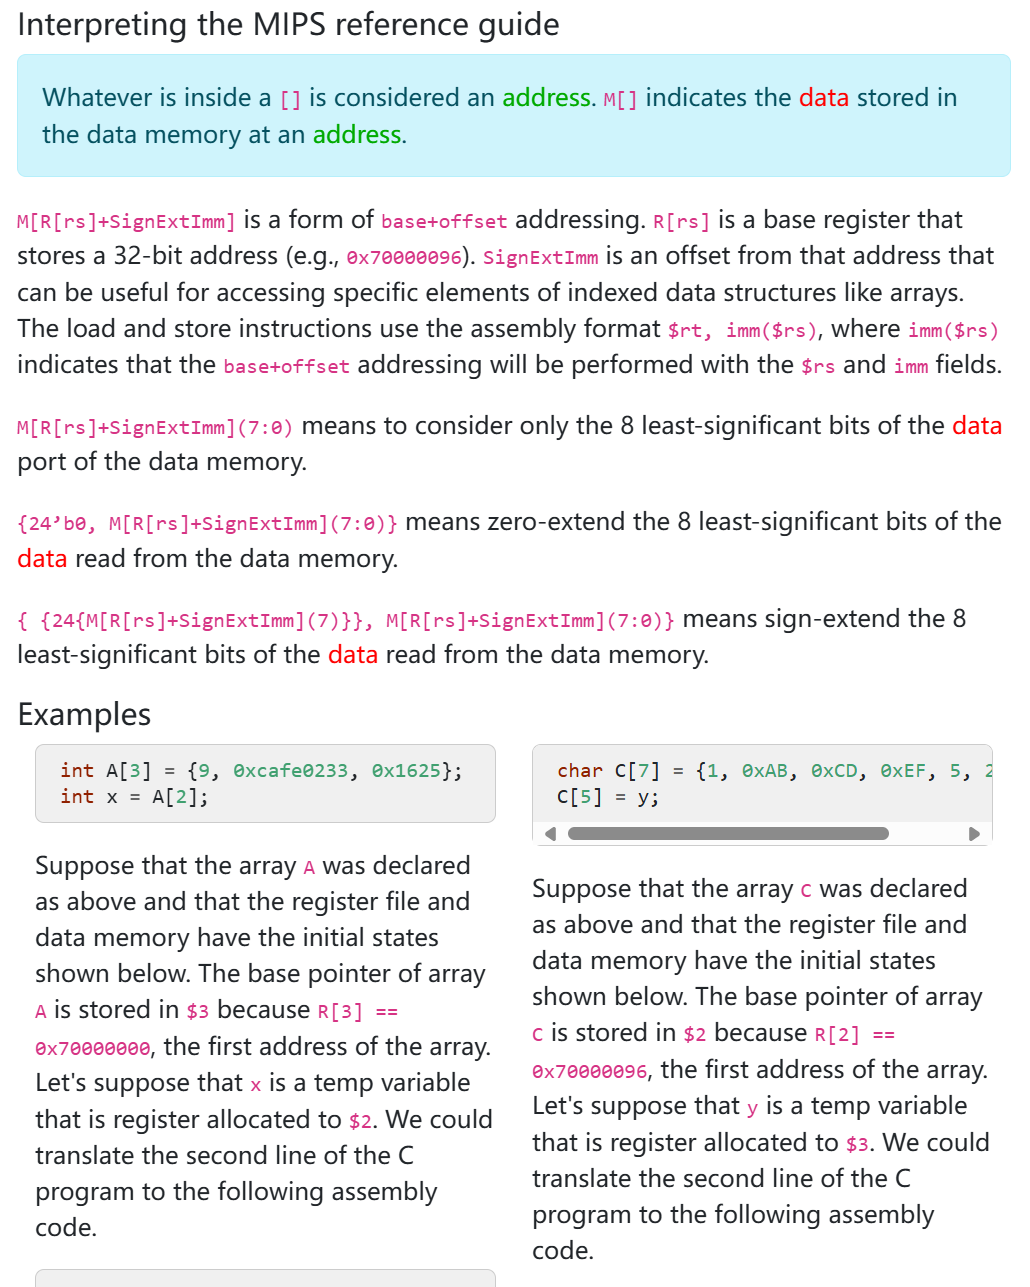 Interpreting the MIPS reference guide
Whatever is inside a [] is considered an address. M[] indicates the data stored in
the data memory at an address.
M[R[rs]+SignExtImm] is a form of base+offset addressing. R[rs] is a base register that
stores a 32-bit address (e.g., 0x70000096). SignExtImm is an offset from that address that
can be useful for accessing specific elements of indexed data structures like arrays.
The load and store instructions use the assembly format $rt, imm($rs), where imm($rs)
indicates that the base+offset addressing will be performed with the $rs and imm fields.
M[R[rs]+SignExtImm](7:0) means to consider only the 8 least-significant bits of the data
port of the data memory.
{24’b0, M[R[rs]+SignExtImm](7:0)} means zero-extend the 8 least-significant bits of the
data read from the data memory.
{ {24{M[R[rs]+SignExtImm](7)}}, M[R[rs]+SignExtImm](7:0)} means sign-extend the 8
least-significant bits of the data read from the data memory.
Examples
int A[3] = {9, 0xcafe0233, 0x1625};
int x = A[2];
Suppose that the array A was declared
as above and that the register file and
data memory have the initial states
shown below. The base pointer of array
A is stored in $3 because R[3] ==
0x70000000, the first address of the array.
Let's suppose that x is a temp variable
that is register allocated to $2. We could
translate the second line of the C
program to the following assembly
code.
char C[7] = {1, 0xAB, 0xCD, 0xEF, 5, 2
C[5] = y;
Suppose that the array C was declared
as above and that the register file and
data memory have the initial states
shown below. The base pointer of array
C is stored in $2 because R[2] ==
0x70000096, the first address of the array.
Let's suppose that y is a temp variable
that is register allocated to $3. We could
translate the second line of the C
program to the following assembly
code.